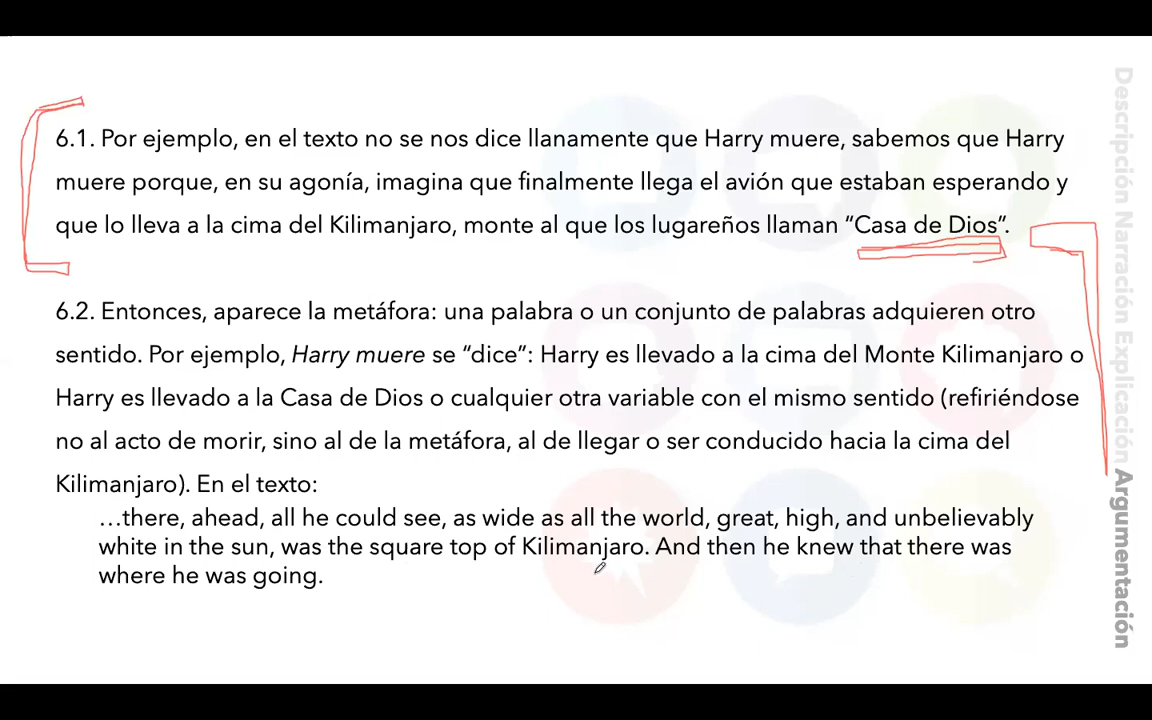 6.1. Por ejemplo, en el texto no se nos dice llanamente que Harry muere, sabemos que Harry
muere porque, en su agonía, imagina que finalmente llega el avión que estaban esperando y
que lo lleva a la cima del Kilimanjaro, monte al que los lugareños llaman “Casa de Dios”.
6.2. Entonces, aparece la metáfora: una palabra o un conjunto de palabras adquieren otro
sentido. Por ejemplo, Harry muere se “dice”: Harry es llevado a la cima del Monte Kilimanjaro o
Harry es llevado a la Casa de Dios o cualquier otra variable con el mismo sentido (refiriéndose
no al acto de morir, sino al de la metáfora, al de llegar o ser conducido hacia la cima del
Kilimanjaro). En el texto:
…there, ahead, all he could see, as wide as all the world, great, high, and unbelievably
white in the sun, was the square top of Kilimanjaro. And then he knew that there was
where he was going.
Descripción Narración Explicación Argumentación